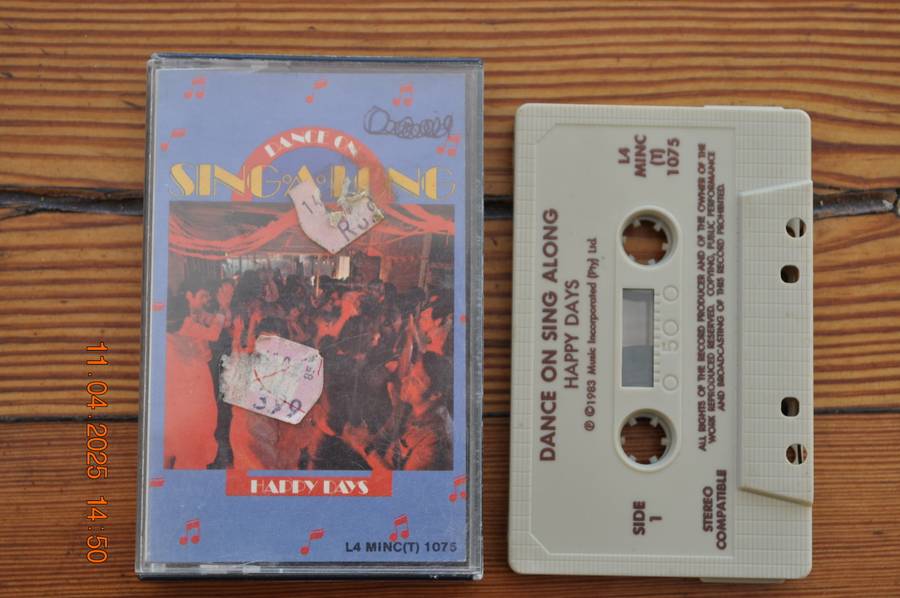 DANCE ON
SING•A•LONG
HAPPY DAYS
L4 MINC(T) 1075
L4
MINC
(T)
1075
DANCE ON SING ALONG
HAPPY DAYS
℗ ©1983 Music Incorporated (Pty) Ltd.
50
ALL RIGHTS OF THE RECORD PRODUCER AND OF THE OWNER OF THE
WORK REPRODUCED RESERVED. COPYING, PUBLIC PERFORMANCE
AND BROADCASTING OF THIS RECORD PROHIBITED.
SIDE
1
STEREO
COMPATIBLE
11.04.2025 14:50